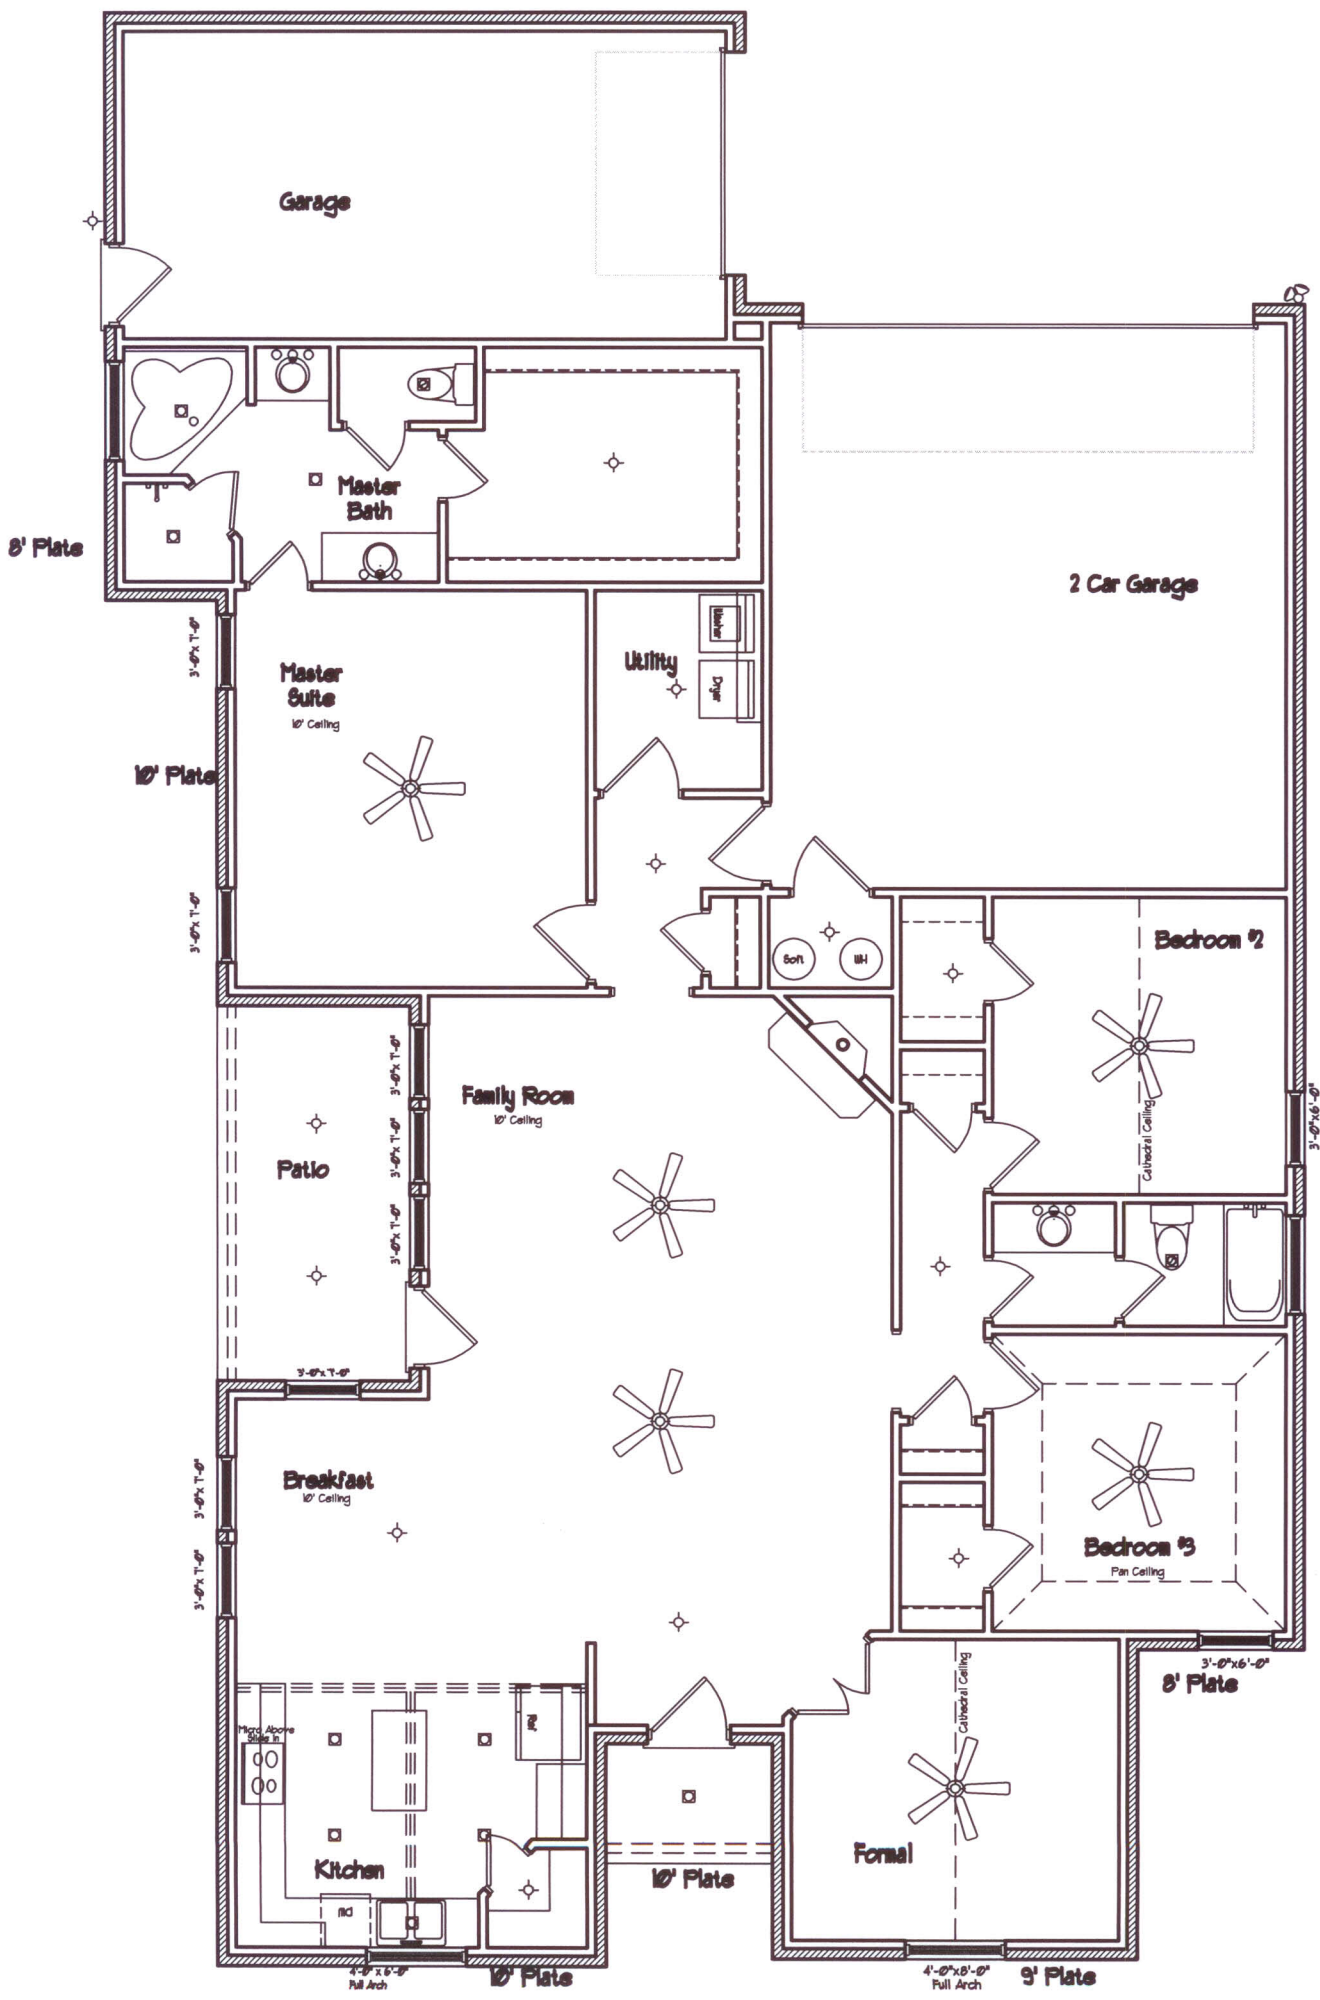 Garage
Master
Bath
8' Plate
2 Car Garage
3'-0"x 7'-0"
Washer
Utility
Dryer
Master
Suite
10' Ceiling
10' Plate
3'-0"x 7'-0"
Soft
WH
Bedroom #2
Cathedral Ceiling
3'-0"x6'-0"
3'-0"x 7'-0"
3'-0"x 7'-0"
3'-0"x 7'-0"
Family Room
10' Ceiling
Patio
3'-0"x 7'-0"
Breakfast
10' Ceiling
3'-0"x 7'-0"
3'-0"x 7'-0"
Bedroom #3
Pan Ceiling
3'-0"x6'-0"
8' Plate
Cathedral Ceiling
Micro Above
Slide In
Ref
Kitchen
DW
Formal
10' Plate
4'-0" x 6'-0"
Full Arch
10' Plate
4'-0"x8'-0"
Full Arch
9' Plate